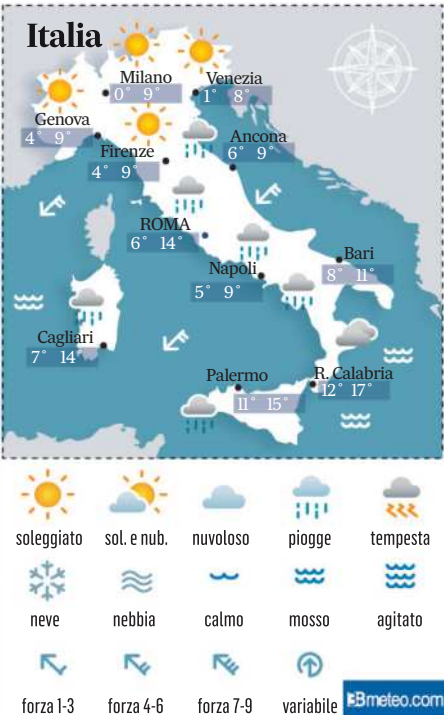 Italia
Milano
0° 9°
Venezia
1° 8°
Genova
4° 9°
Firenze
4° 9°
Ancona
6° 9°
ROMA
6° 14°
Napoli
5° 9°
Bari
8° 11°
Cagliari
7° 14
Palermo
11° 15°
R. Calabria
12° 17°
soleggiato sol. e nub. nuvoloso piogge tempesta
neve nebbia calmo mosso agitato
forza 1-3 forza 4-6 forza 7-9 variabile
3Bmeteo.com